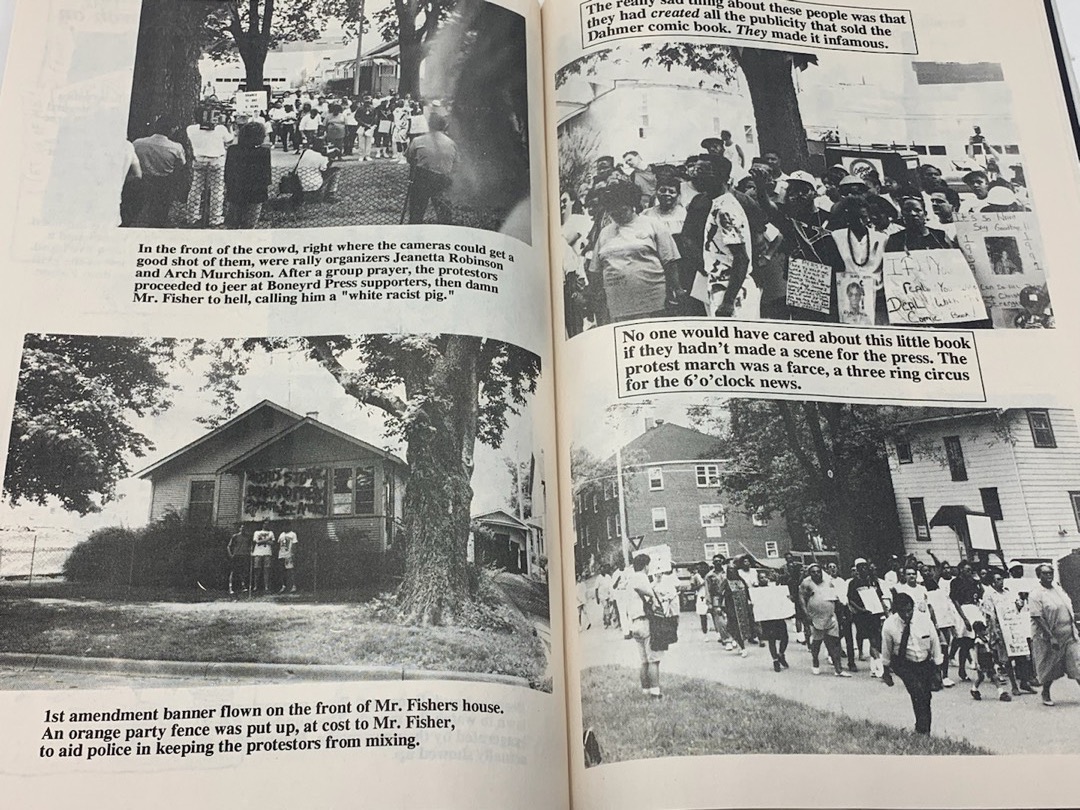 In the front of the crowd, right where the cameras could get a
good shot of them, were rally organizers Jeanetta Robinson
and Arch Murchison. After a group prayer, the protestors
proceeded to jeer at Boneyrd Press supporters, then damn
Mr. Fisher to hell, calling him a "white racist pig."
1st amendment banner flown on the front of Mr. Fishers house.
An orange party fence was put up, at cost to Mr. Fisher,
to aid police in keeping the protestors from mixing.
The really sad thing about these people was that
they had created all the publicity that sold the
Dahmer comic book. They made it infamous.
No one would have cared about this little book
if they hadn't made a scene for the press. The
protest march was a farce, a three ring circus
for the 6'o'clock news.